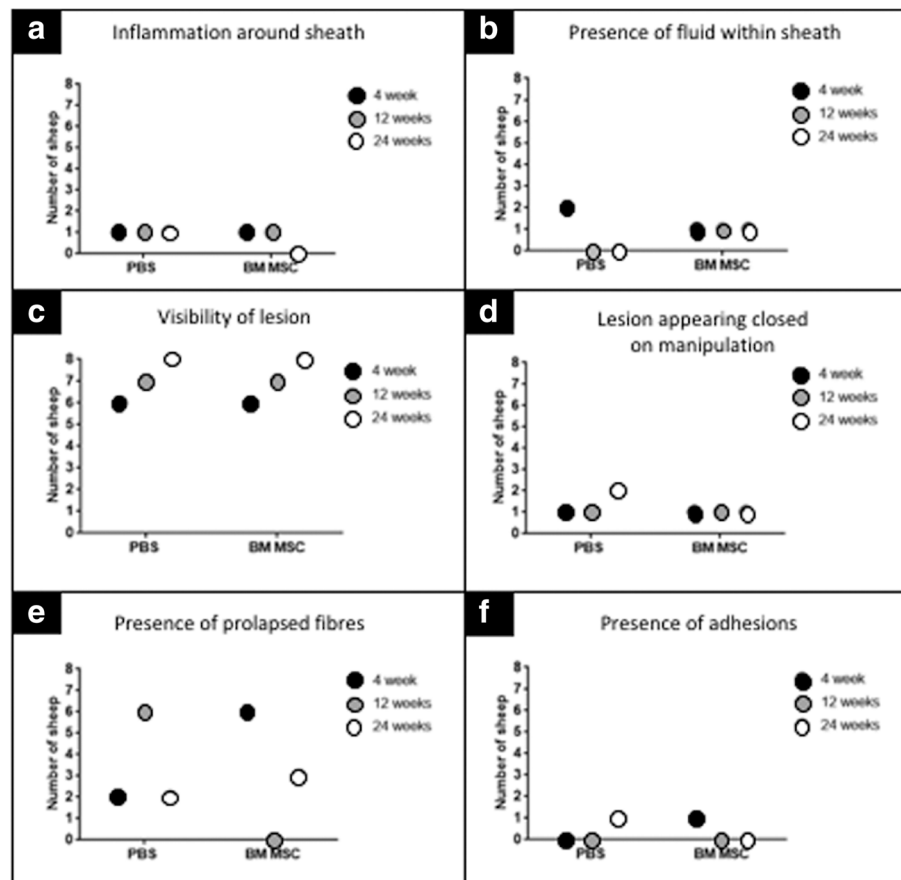 a
Inflammation around sheath
Number of sheep
8
7
6
5
4
3
2
1
0
PBS
BM MSC
4 week
12 weeks
24 weeks
b
Presence of fluid within sheath
Number of sheep
8
7
6
5
4
3
2
1
0
PBS
BM MSC
4 week
12 weeks
24 weeks
c
Visibility of lesion
Number of sheep
8
7
6
5
4
3
2
1
0
PBS
BM MSC
4 week
12 weeks
24 weeks
d
Lesion appearing closed
on manipulation
Number of sheep
8
7
6
5
4
3
2
1
0
PBS
BM MSC
4 week
12 weeks
24 weeks
e
Presence of prolapsed fibres
Number of sheep
8
7
6
5
4
3
2
1
0
PBS
BM MSC
4 week
12 weeks
24 weeks
f
Presence of adhesions
Number of sheep
8
7
6
5
4
3
2
1
0
PBS
BM MSC
4 week
12 weeks
24 weeks